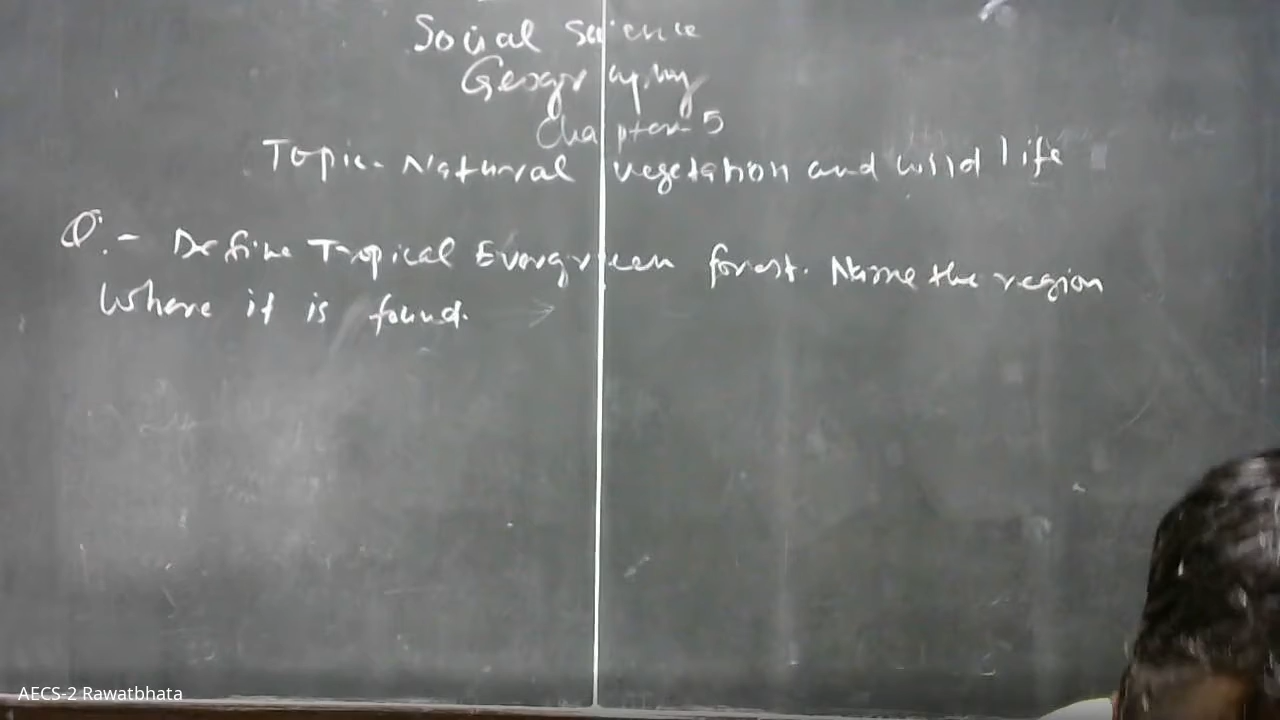 Social Science
Geography
Chapter-5
Topic- Natural vegetation and wild life
Q.- Define Tropical Evergreen forest. Name the region
Where it is found. →
AECS-2 Rawatbhata